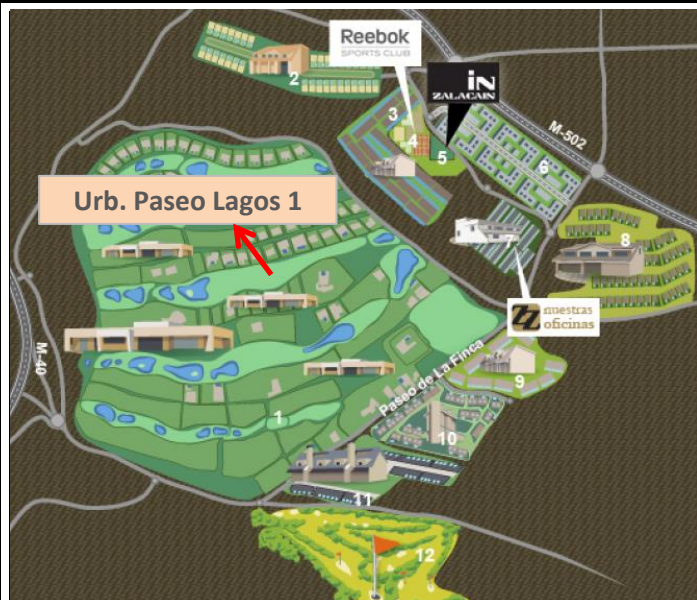 Reebok
SPORTS CLUB
iN
ZALACAIN
2
3
4
5
M-502
6
Urb. Paseo Lagos 1
7
8
ZZ nuestras
oficinas
M-40
Paseo de La Finca
9
1
10
11
12